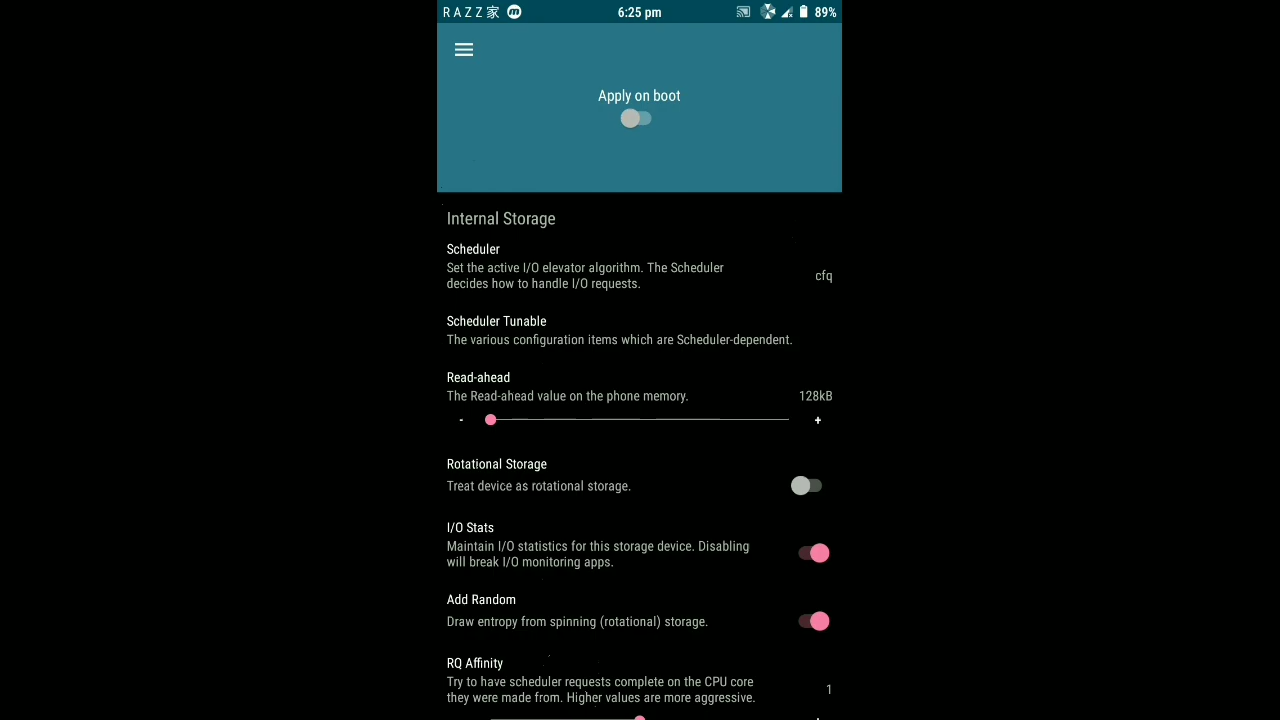 R A Z Z 家 m 6:25 pm 89%
Apply on boot
Internal Storage
Scheduler
Set the active I/O elevator algorithm. The Scheduler
decides how to handle I/O requests.
cfq
Scheduler Tunable
The various configuration items which are Scheduler-dependent.
Read-ahead
The Read-ahead value on the phone memory. 128kB
- +
Rotational Storage
Treat device as rotational storage.
I/O Stats
Maintain I/O statistics for this storage device. Disabling
will break I/O monitoring apps.
Add Random
Draw entropy from spinning (rotational) storage.
RQ Affinity
Try to have scheduler requests complete on the CPU core
they were made from. Higher values are more aggressive.
1